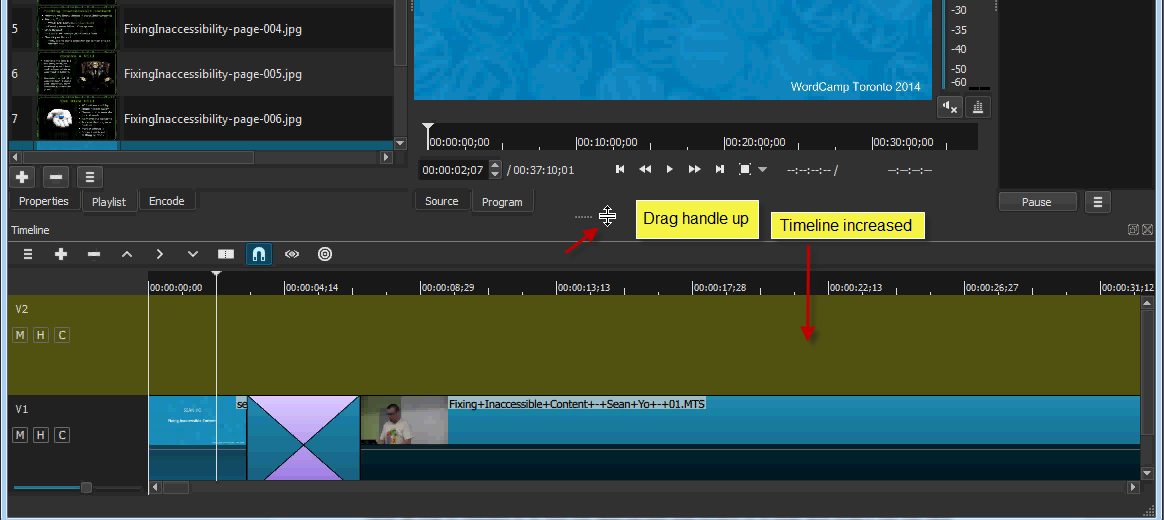 5 FixingInaccessibility-page-004.jpg
6 FixingInaccessibility-page-005.jpg
7 FixingInaccessibility-page-006.jpg
WordCamp Toronto 2014
-30
-35
-40
-50
-60
00:00:00;00 00:10:00;00 00:20:00;00 00:30:00;00
00:00:02;07 / 00:37:10;01 --:--:--:-- / --:--:--:--
Properties Playlist Encode
Source Program
Pause
Drag handle up
Timeline increased
Timeline
00:00:00;00 00:00:04;14 00:00:08;29 00:00:13;13 00:00:17;28 00:00:22;13 00:00:26;27 00:00:31;12
V2
M H C
V1
se
Fixing+Inaccessible+Content+-+Sean+Yo+-+01.MTS
SEAN YO
Fixing Inaccessible Content
M H C